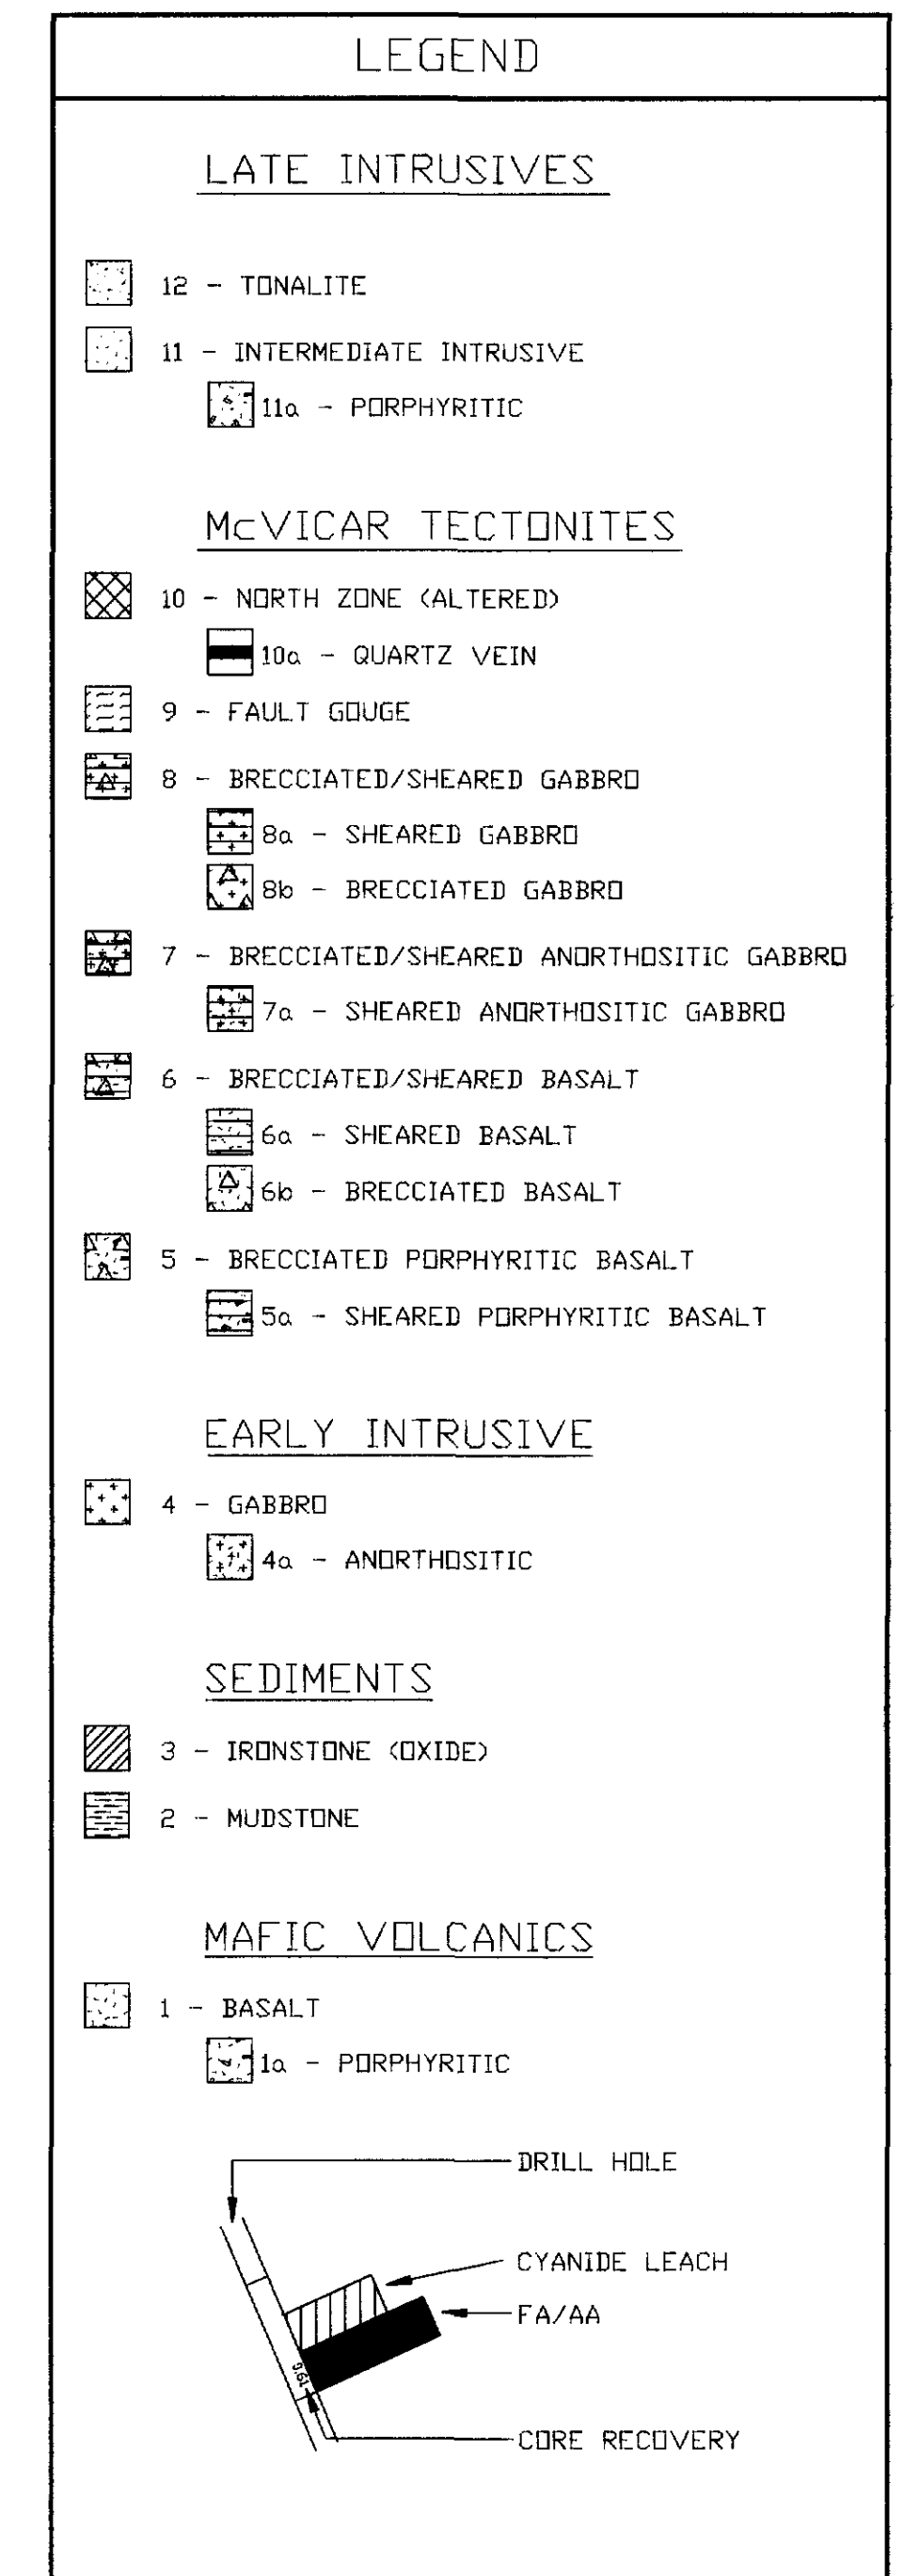 LEGEND
LATE INTRUSIVES
12 - TONALITE
11 - INTERMEDIATE INTRUSIVE
11a - PORPHYRITIC
McVICAR TECTONITES
10 - NORTH ZONE (ALTERED)
10a - QUARTZ VEIN
9 - FAULT GOUGE
8 - BRECCIATED/SHEARED GABBRO
8a - SHEARED GABBRO
8b - BRECCIATED GABBRO
7 - BRECCIATED/SHEARED ANORTHOSITIC GABBRO
7a - SHEARED ANORTHOSITIC GABBRO
6 - BRECCIATED/SHEARED BASALT
6a - SHEARED BASALT
6b - BRECCIATED BASALT
5 - BRECCIATED PORPHYRITIC BASALT
5a - SHEARED PORPHYRITIC BASALT
EARLY INTRUSIVE
4 - GABBRO
4a - ANORTHOSITIC
SEDIMENTS
3 - IRONSTONE (OXIDE)
2 - MUDSTONE
MAFIC VOLCANICS
1 - BASALT
1a - PORPHYRITIC
DRILL HOLE
CYANIDE LEACH
FA/AA
CORE RECOVERY